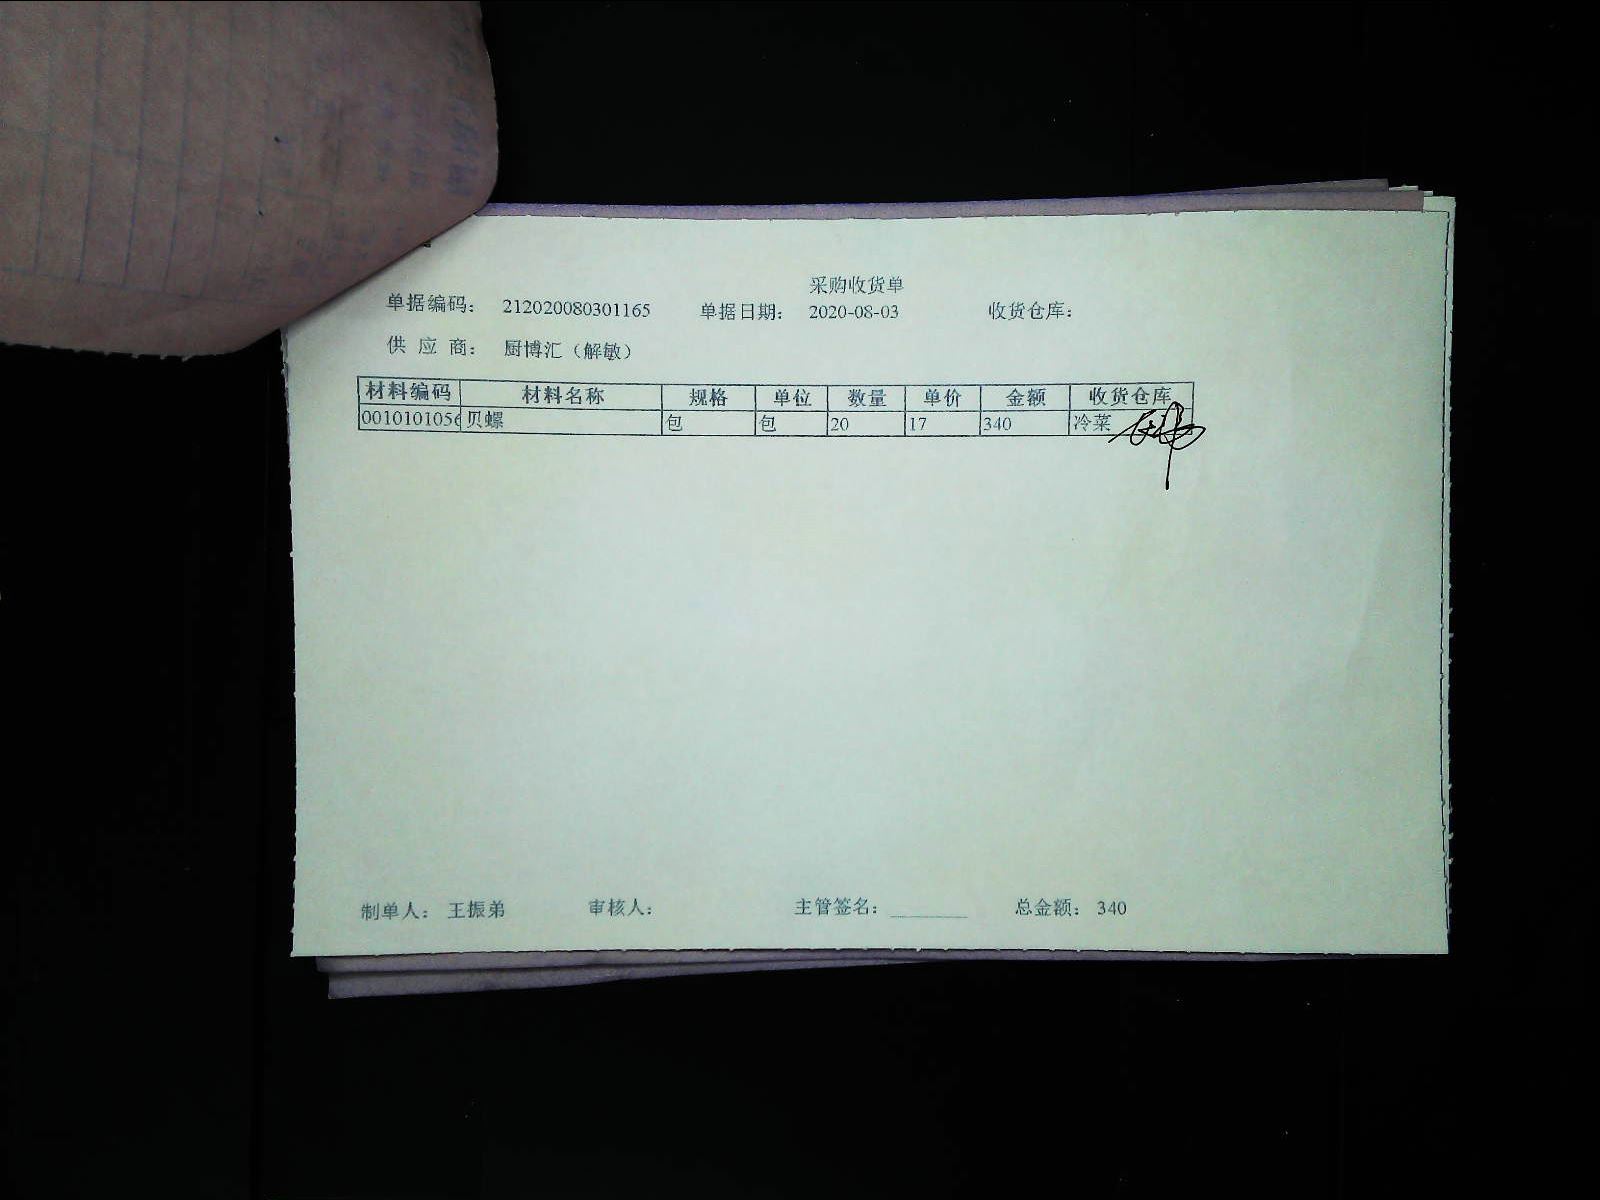 采购收货单
单据编码： 212020080301165 单据日期： 2020-08-03 收货仓库：
供 应 商： 厨博汇（解敏）
材料编码 材料名称 规格 单位 数量 单价 金额 收货仓库
0010101056 贝螺 包 包 20 17 340 冷菜
制单人： 王振弟 审核人： 主管签名： ________ 总金额： 340